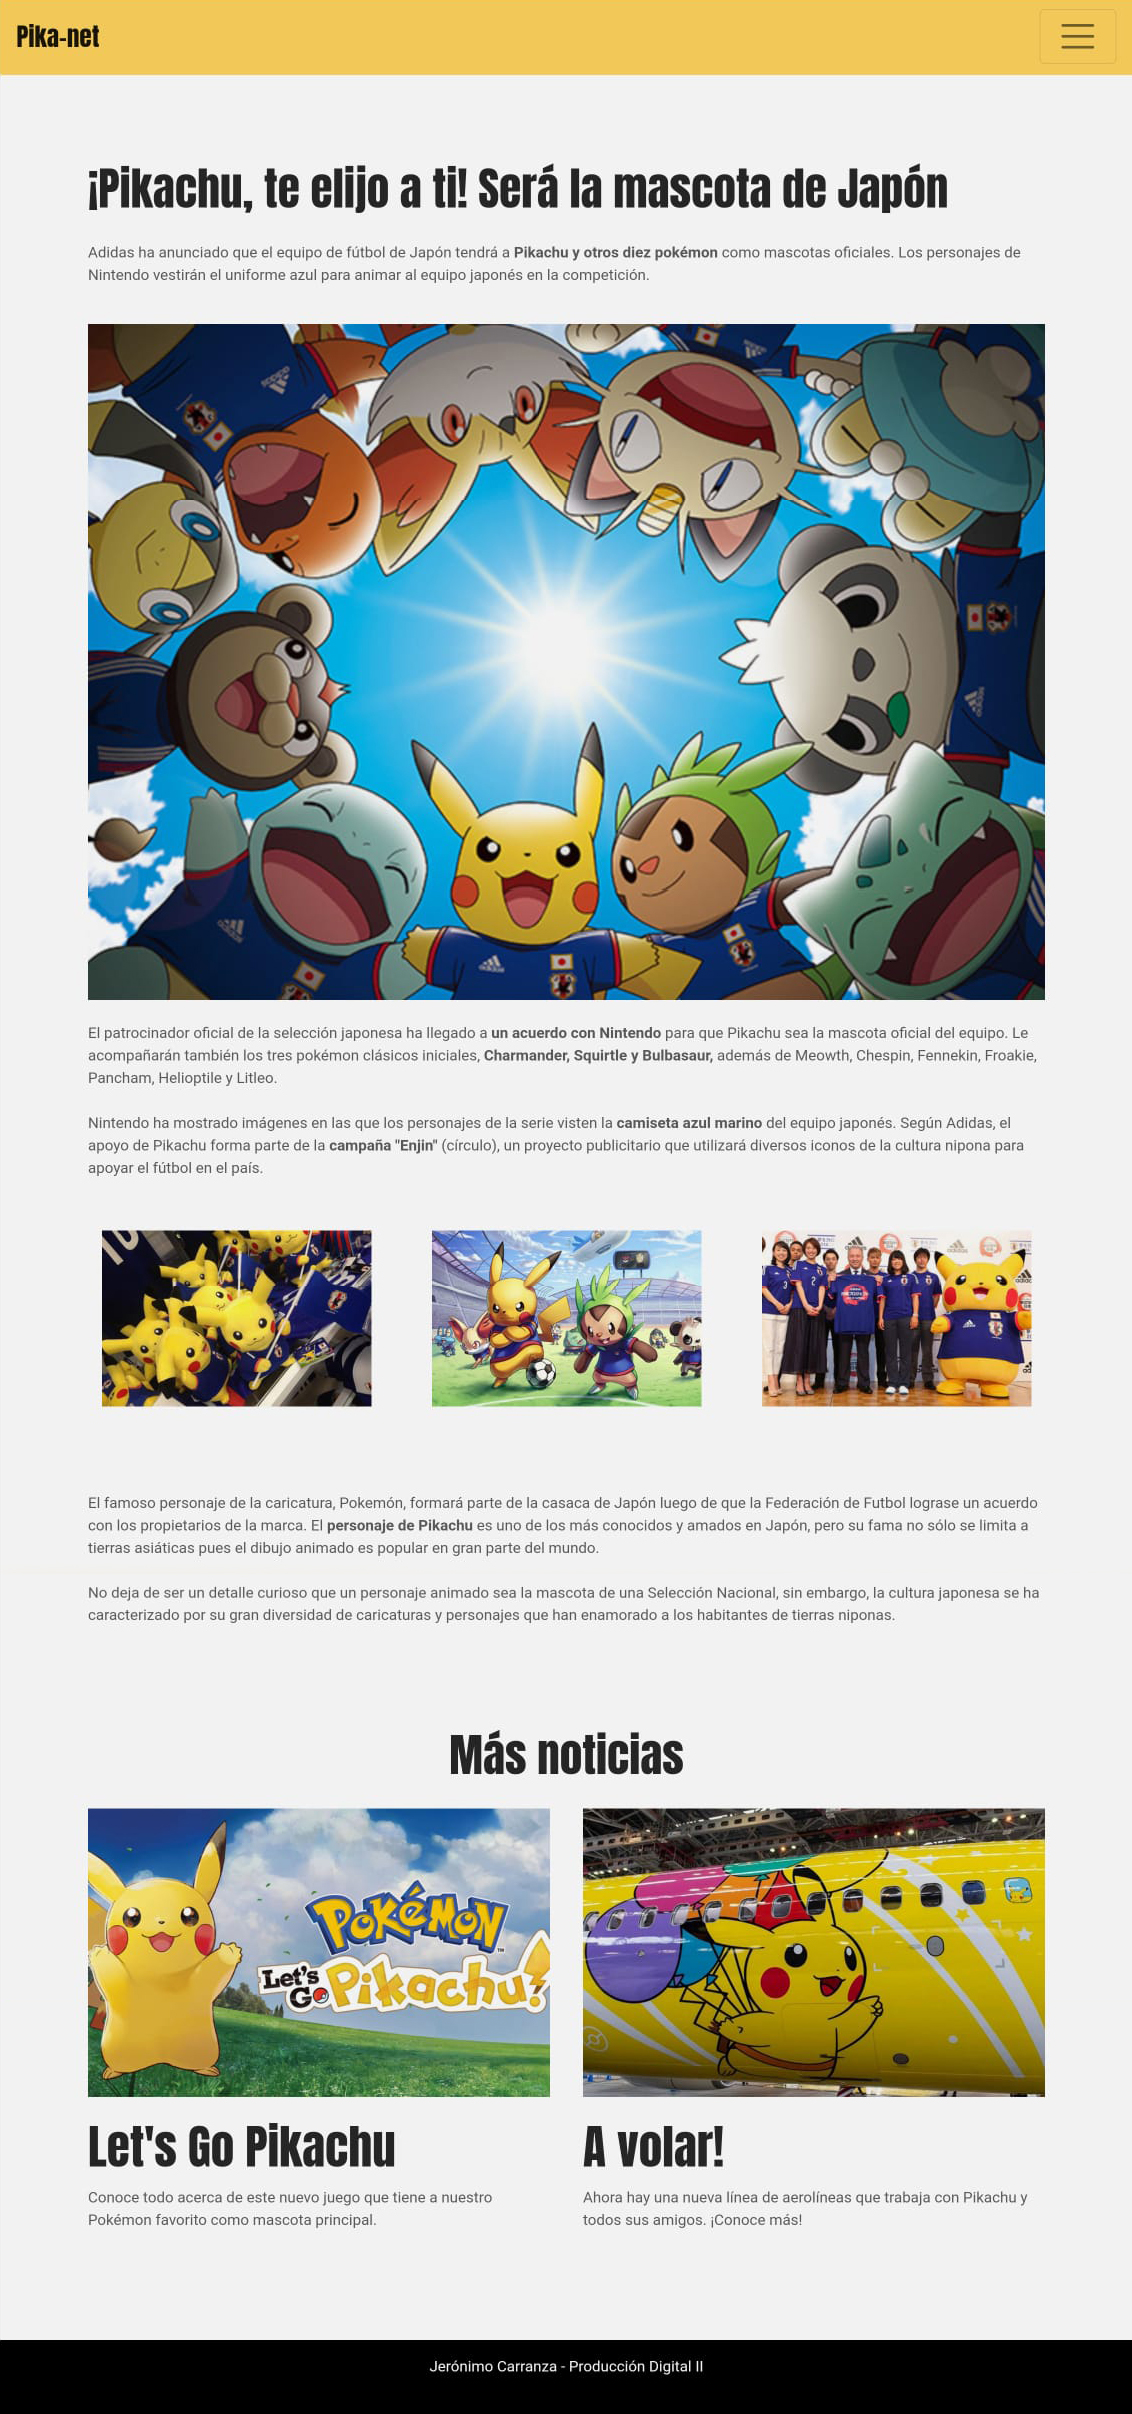 Pika-net
¡Pikachu, te elijo a ti! Será la mascota de Japón
Adidas ha anunciado que el equipo de fútbol de Japón tendrá a Pikachu y otros diez pokémon como mascotas oficiales. Los personajes de
Nintendo vestirán el uniforme azul para animar al equipo japonés en la competición.
adidas
adidas
adidas
El patrocinador oficial de la selección japonesa ha llegado a un acuerdo con Nintendo para que Pikachu sea la mascota oficial del equipo. Le
acompañarán también los tres pokémon clásicos iniciales, Charmander, Squirtle y Bulbasaur, además de Meowth, Chespin, Fennekin, Froakie,
Pancham, Helioptile y Litleo.
Nintendo ha mostrado imágenes en las que los personajes de la serie visten la camiseta azul marino del equipo japonés. Según Adidas, el
apoyo de Pikachu forma parte de la campaña "Enjin" (círculo), un proyecto publicitario que utilizará diversos iconos de la cultura nipona para
apoyar el fútbol en el país.
10
adidas
El famoso personaje de la caricatura, Pokemón, formará parte de la casaca de Japón luego de que la Federación de Futbol lograse un acuerdo
con los propietarios de la marca. El personaje de Pikachu es uno de los más conocidos y amados en Japón, pero su fama no sólo se limita a
tierras asiáticas pues el dibujo animado es popular en gran parte del mundo.
No deja de ser un detalle curioso que un personaje animado sea la mascota de una Selección Nacional, sin embargo, la cultura japonesa se ha
caracterizado por su gran diversidad de caricaturas y personajes que han enamorado a los habitantes de tierras niponas.
Más noticias
POKéMON
TM
Let's Go
Pikachu!
Let's Go Pikachu
Conoce todo acerca de este nuevo juego que tiene a nuestro
Pokémon favorito como mascota principal.
A volar!
Ahora hay una nueva línea de aerolíneas que trabaja con Pikachu y
todos sus amigos. ¡Conoce más!
Jerónimo Carranza - Producción Digital II